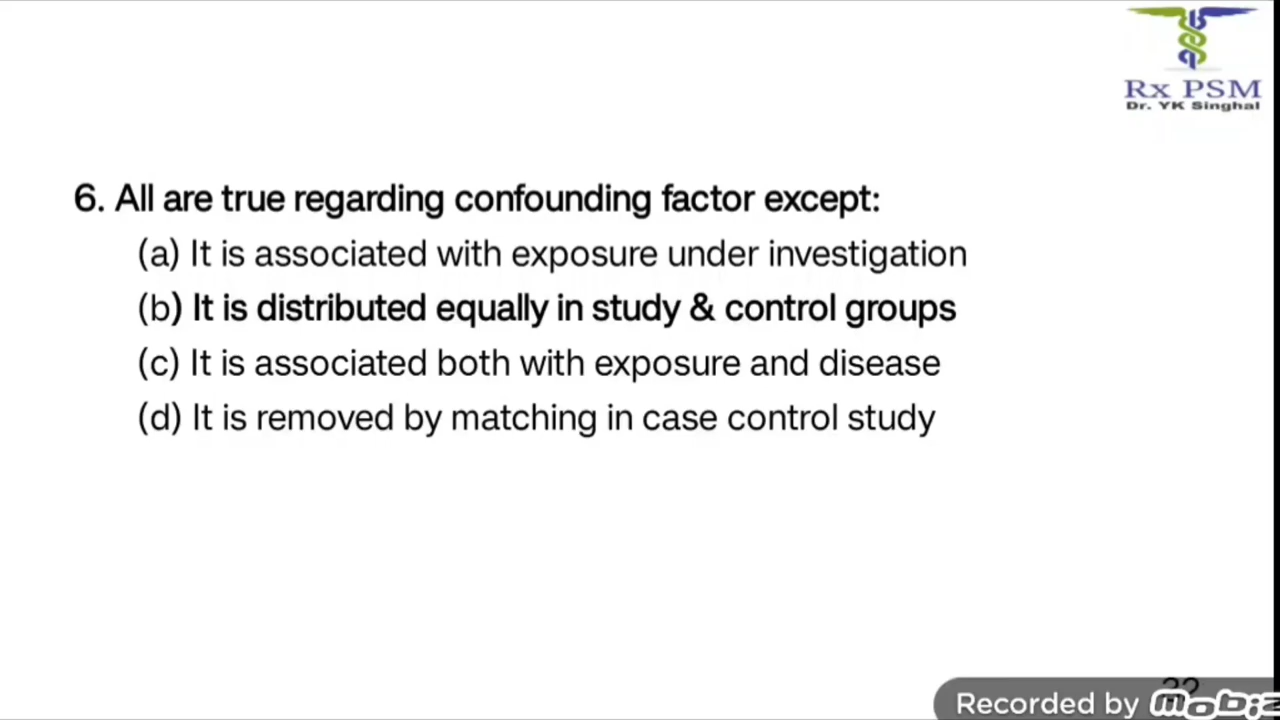 Rx PSM
Dr. YK Singhal
6. All are true regarding confounding factor except:
(a) It is associated with exposure under investigation
(b) It is distributed equally in study & control groups
(c) It is associated both with exposure and disease
(d) It is removed by matching in case control study
Recorded by